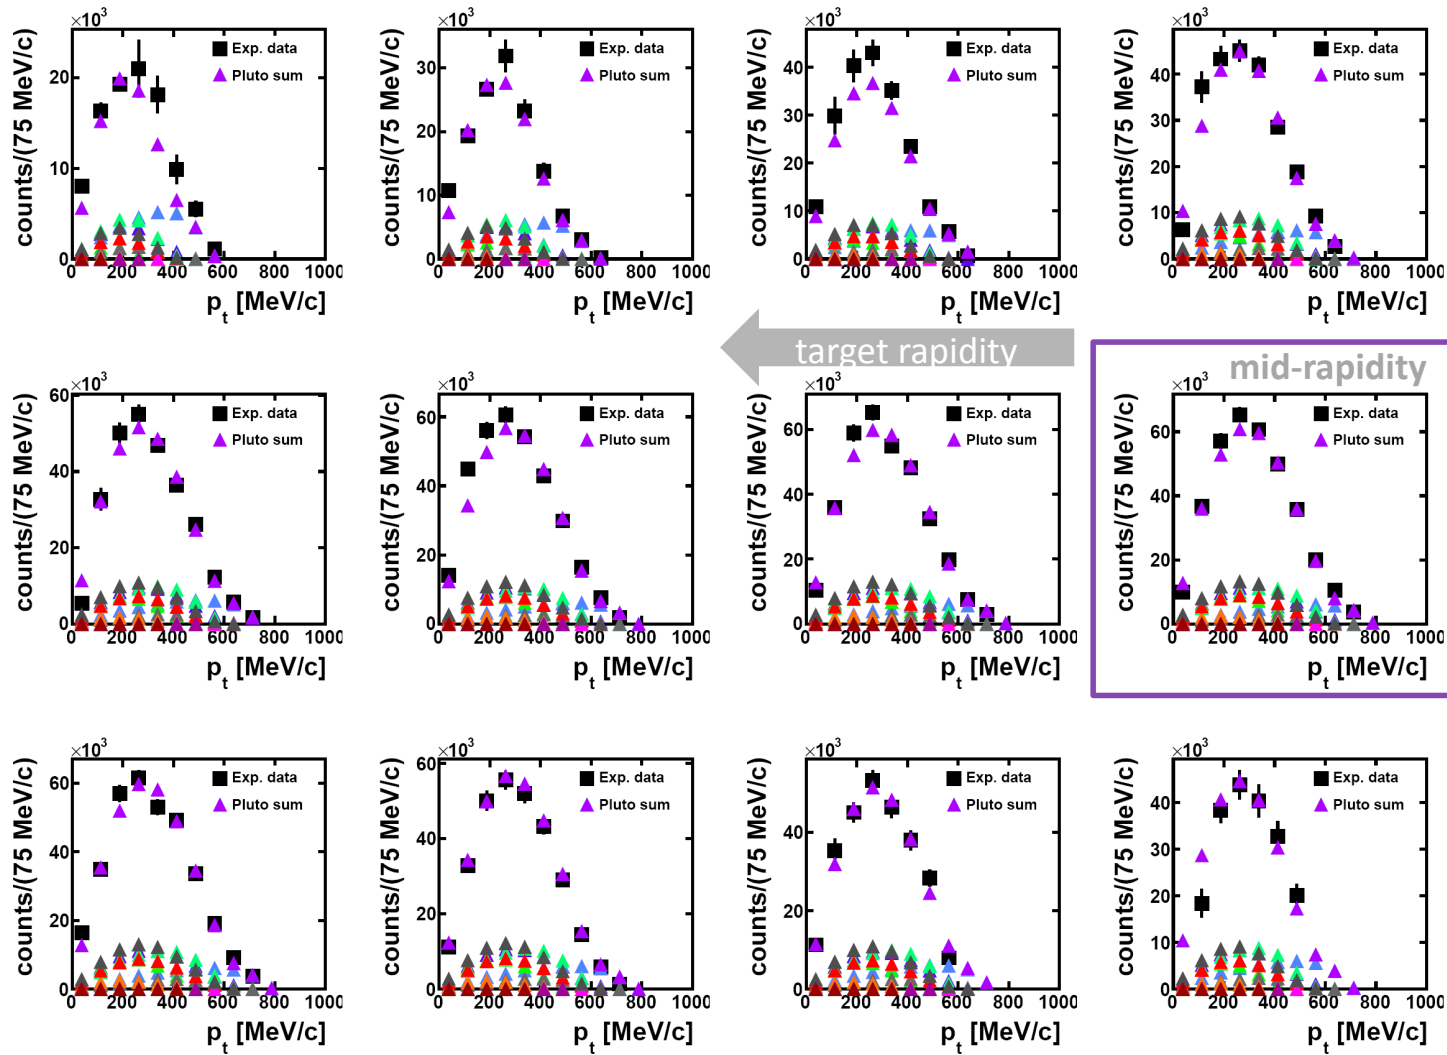 ×10³ ×10³ ×10³ ×10³
counts/(75 MeV/c) 20 10 0 Exp. data Pluto sum
0 200 400 600 800 1000
p_t [MeV/c]
counts/(75 MeV/c) 30 20 10 0 Exp. data Pluto sum
0 200 400 600 800 1000
p_t [MeV/c]
counts/(75 MeV/c) 50 40 30 20 10 0 Exp. data Pluto sum
0 200 400 600 800 1000
p_t [MeV/c]
counts/(75 MeV/c) 50 40 30 20 10 0 Exp. data Pluto sum
0 200 400 600 800 1000
p_t [MeV/c]
target rapidity
mid-rapidity
×10³ ×10³ ×10³ ×10³
counts/(75 MeV/c) 60 40 20 0 Exp. data Pluto sum
0 200 400 600 800 1000
p_t [MeV/c]
counts/(75 MeV/c) 60 40 20 0 Exp. data Pluto sum
0 200 400 600 800 1000
p_t [MeV/c]
counts/(75 MeV/c) 60 40 20 0 Exp. data Pluto sum
0 200 400 600 800 1000
p_t [MeV/c]
counts/(75 MeV/c) 60 40 20 0 Exp. data Pluto sum
0 200 400 600 800 1000
p_t [MeV/c]
×10³ ×10³ ×10³ ×10³
counts/(75 MeV/c) 60 40 20 0 Exp. data Pluto sum
0 200 400 600 800 1000
p_t [MeV/c]
counts/(75 MeV/c) 60 40 20 0 Exp. data Pluto sum
0 200 400 600 800 1000
p_t [MeV/c]
counts/(75 MeV/c) 40 20 0 Exp. data Pluto sum
0 200 400 600 800 1000
p_t [MeV/c]
counts/(75 MeV/c) 40 30 20 10 0 Exp. data Pluto sum
0 200 400 600 800 1000
p_t [MeV/c]